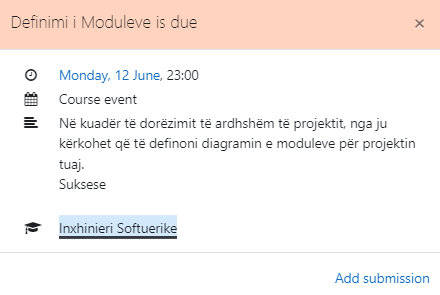 Definimi i Moduleve is due
×
Monday, 12 June, 23:00
Course event
Në kuadër të dorëzimit të ardhshëm të projektit, nga ju
kërkohet që të definoni diagramin e moduleve për projektin
tuaj.
Suksese
Inxhinieri Softuerike
Add submission